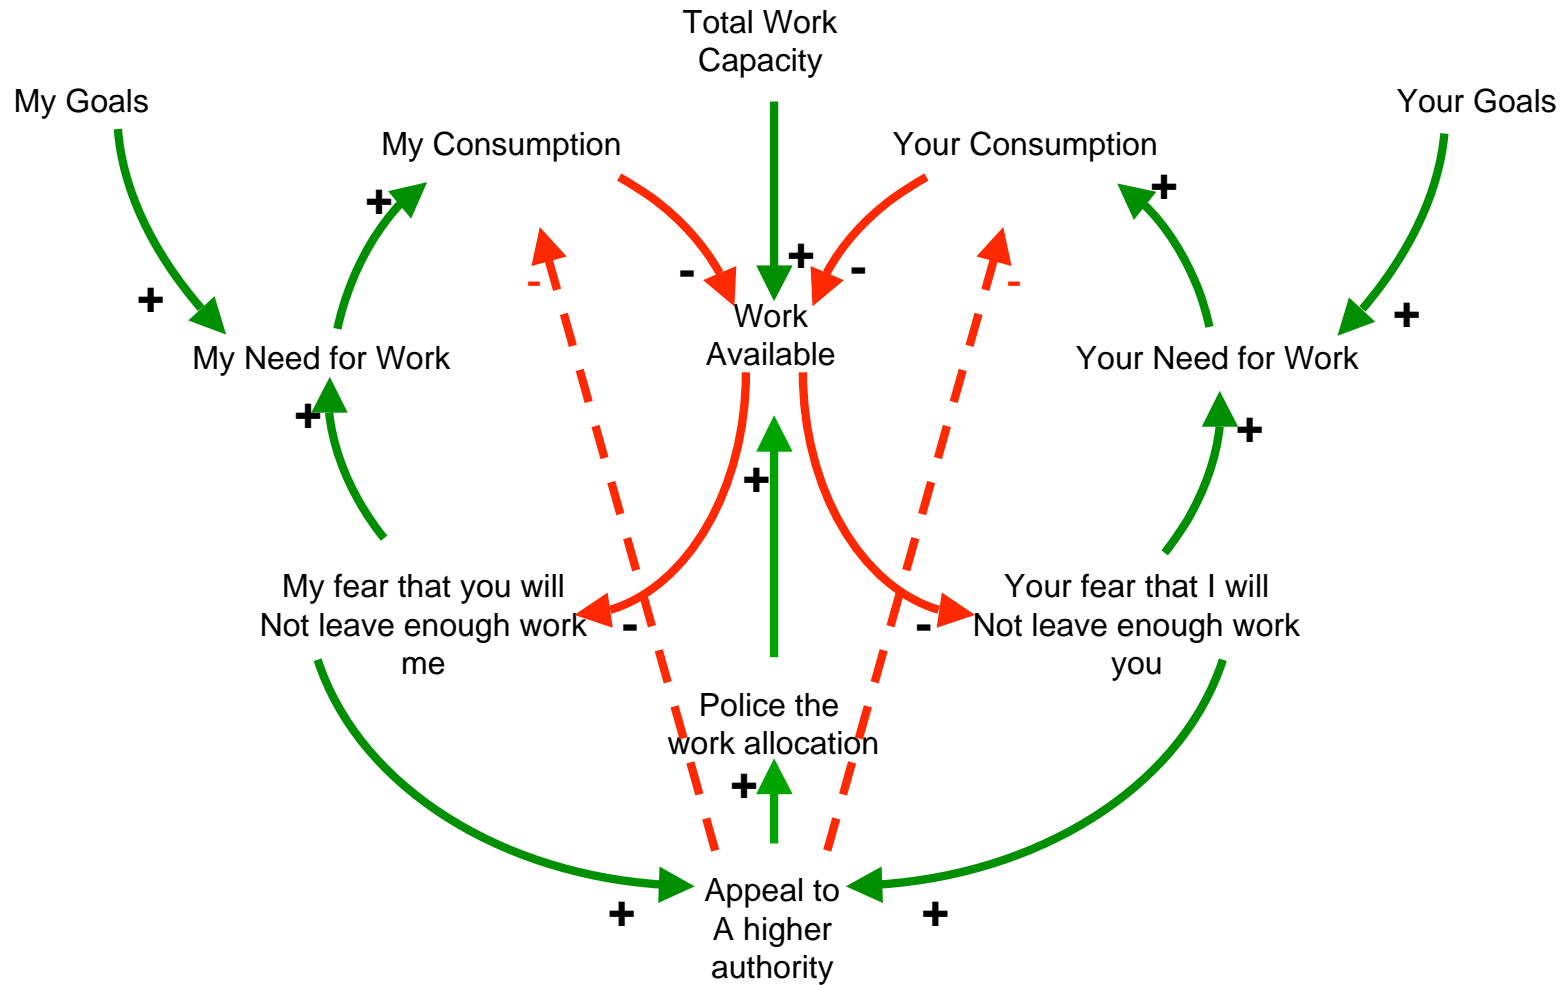 Total Work
Capacity
My Goals
Your Goals
My Consumption
Your Consumption
+
+
+
-
-
-
-
+
+
Work
Available
My Need for Work
Your Need for Work
+
+
+
My fear that you will
Not leave enough work
me
Your fear that I will
Not leave enough work
you
-
-
Police the
work allocation
+
Appeal to
A higher
authority
+
+